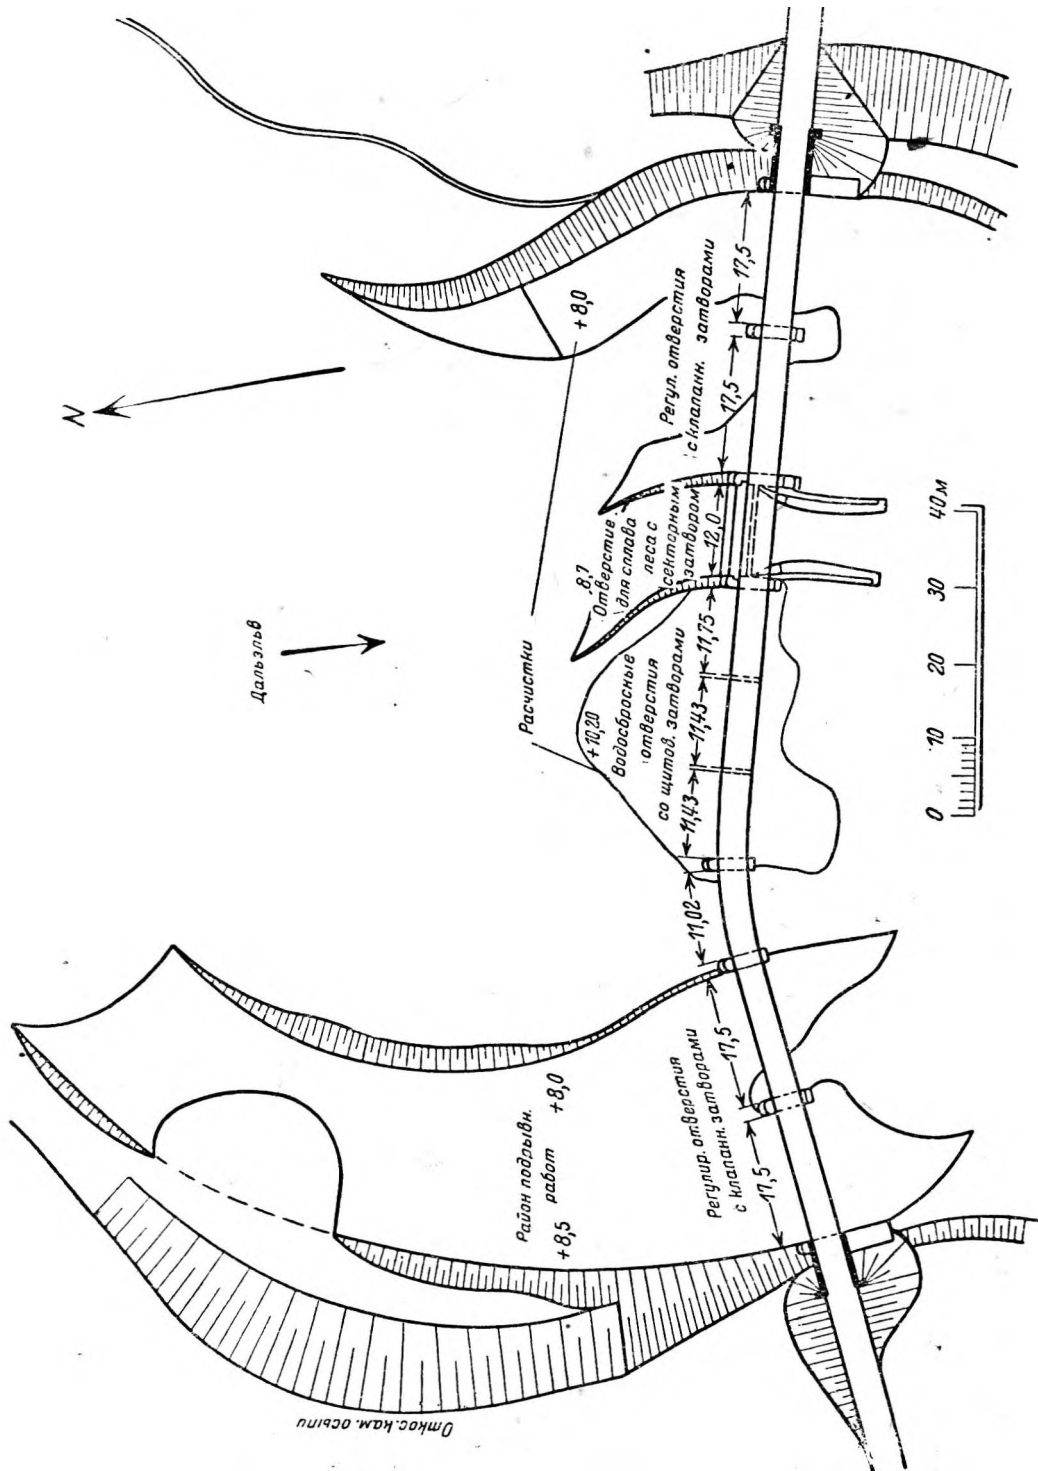 N
Дальэльв
Расчистки
+8,0
Регул. отверстия
с клапанн. затворами
17,5
17,5
8,7
Отверстие
для сплава
леса с
секторным
затвором
12,0
+10,20
Водосбросные
отверстия
со щитов. затворами
11,75
11,43
11,43
11,02
Регулир. отверстия
с клапанн. затворами
17,5
17,5
Район подрывн.
работ
+8,0
+8,5
Откос. кам. осыпи
0
10
20
30
40 м